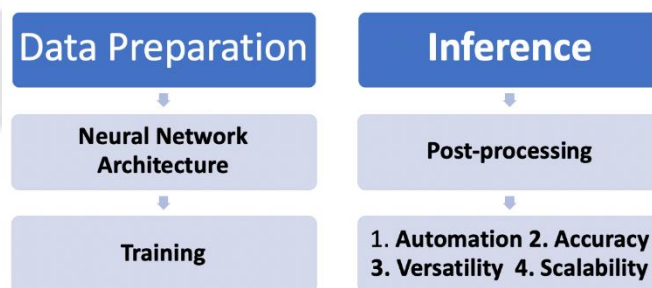 Data Preparation
Neural Network
Architecture
Training
Inference
Post-processing
1. Automation 2. Accuracy
3. Versatility 4. Scalability